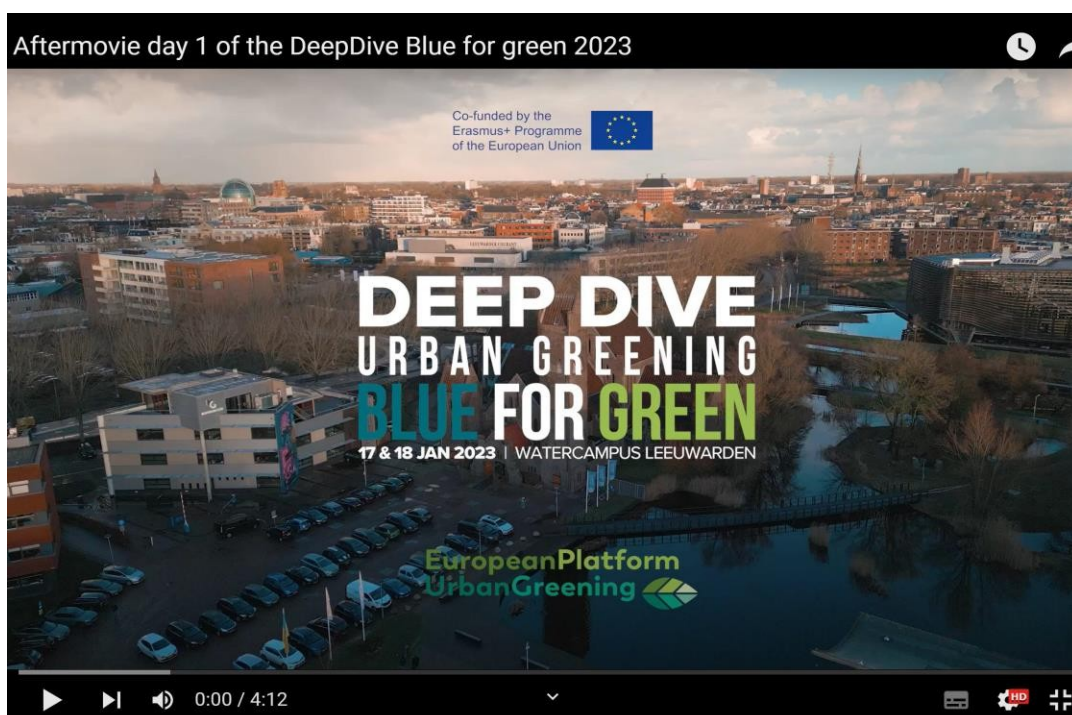 Aftermovie day 1 of the DeepDive Blue for green 2023
Co-funded by the
Erasmus+ Programme
of the European Union
DEEP DIVE
URBAN GREENING
BLUE FOR GREEN
17 & 18 JAN 2023 | WATERCAMPUS LEEUWARDEN
EuropeanPlatform
UrbanGreening
0:00 / 4:12
HD